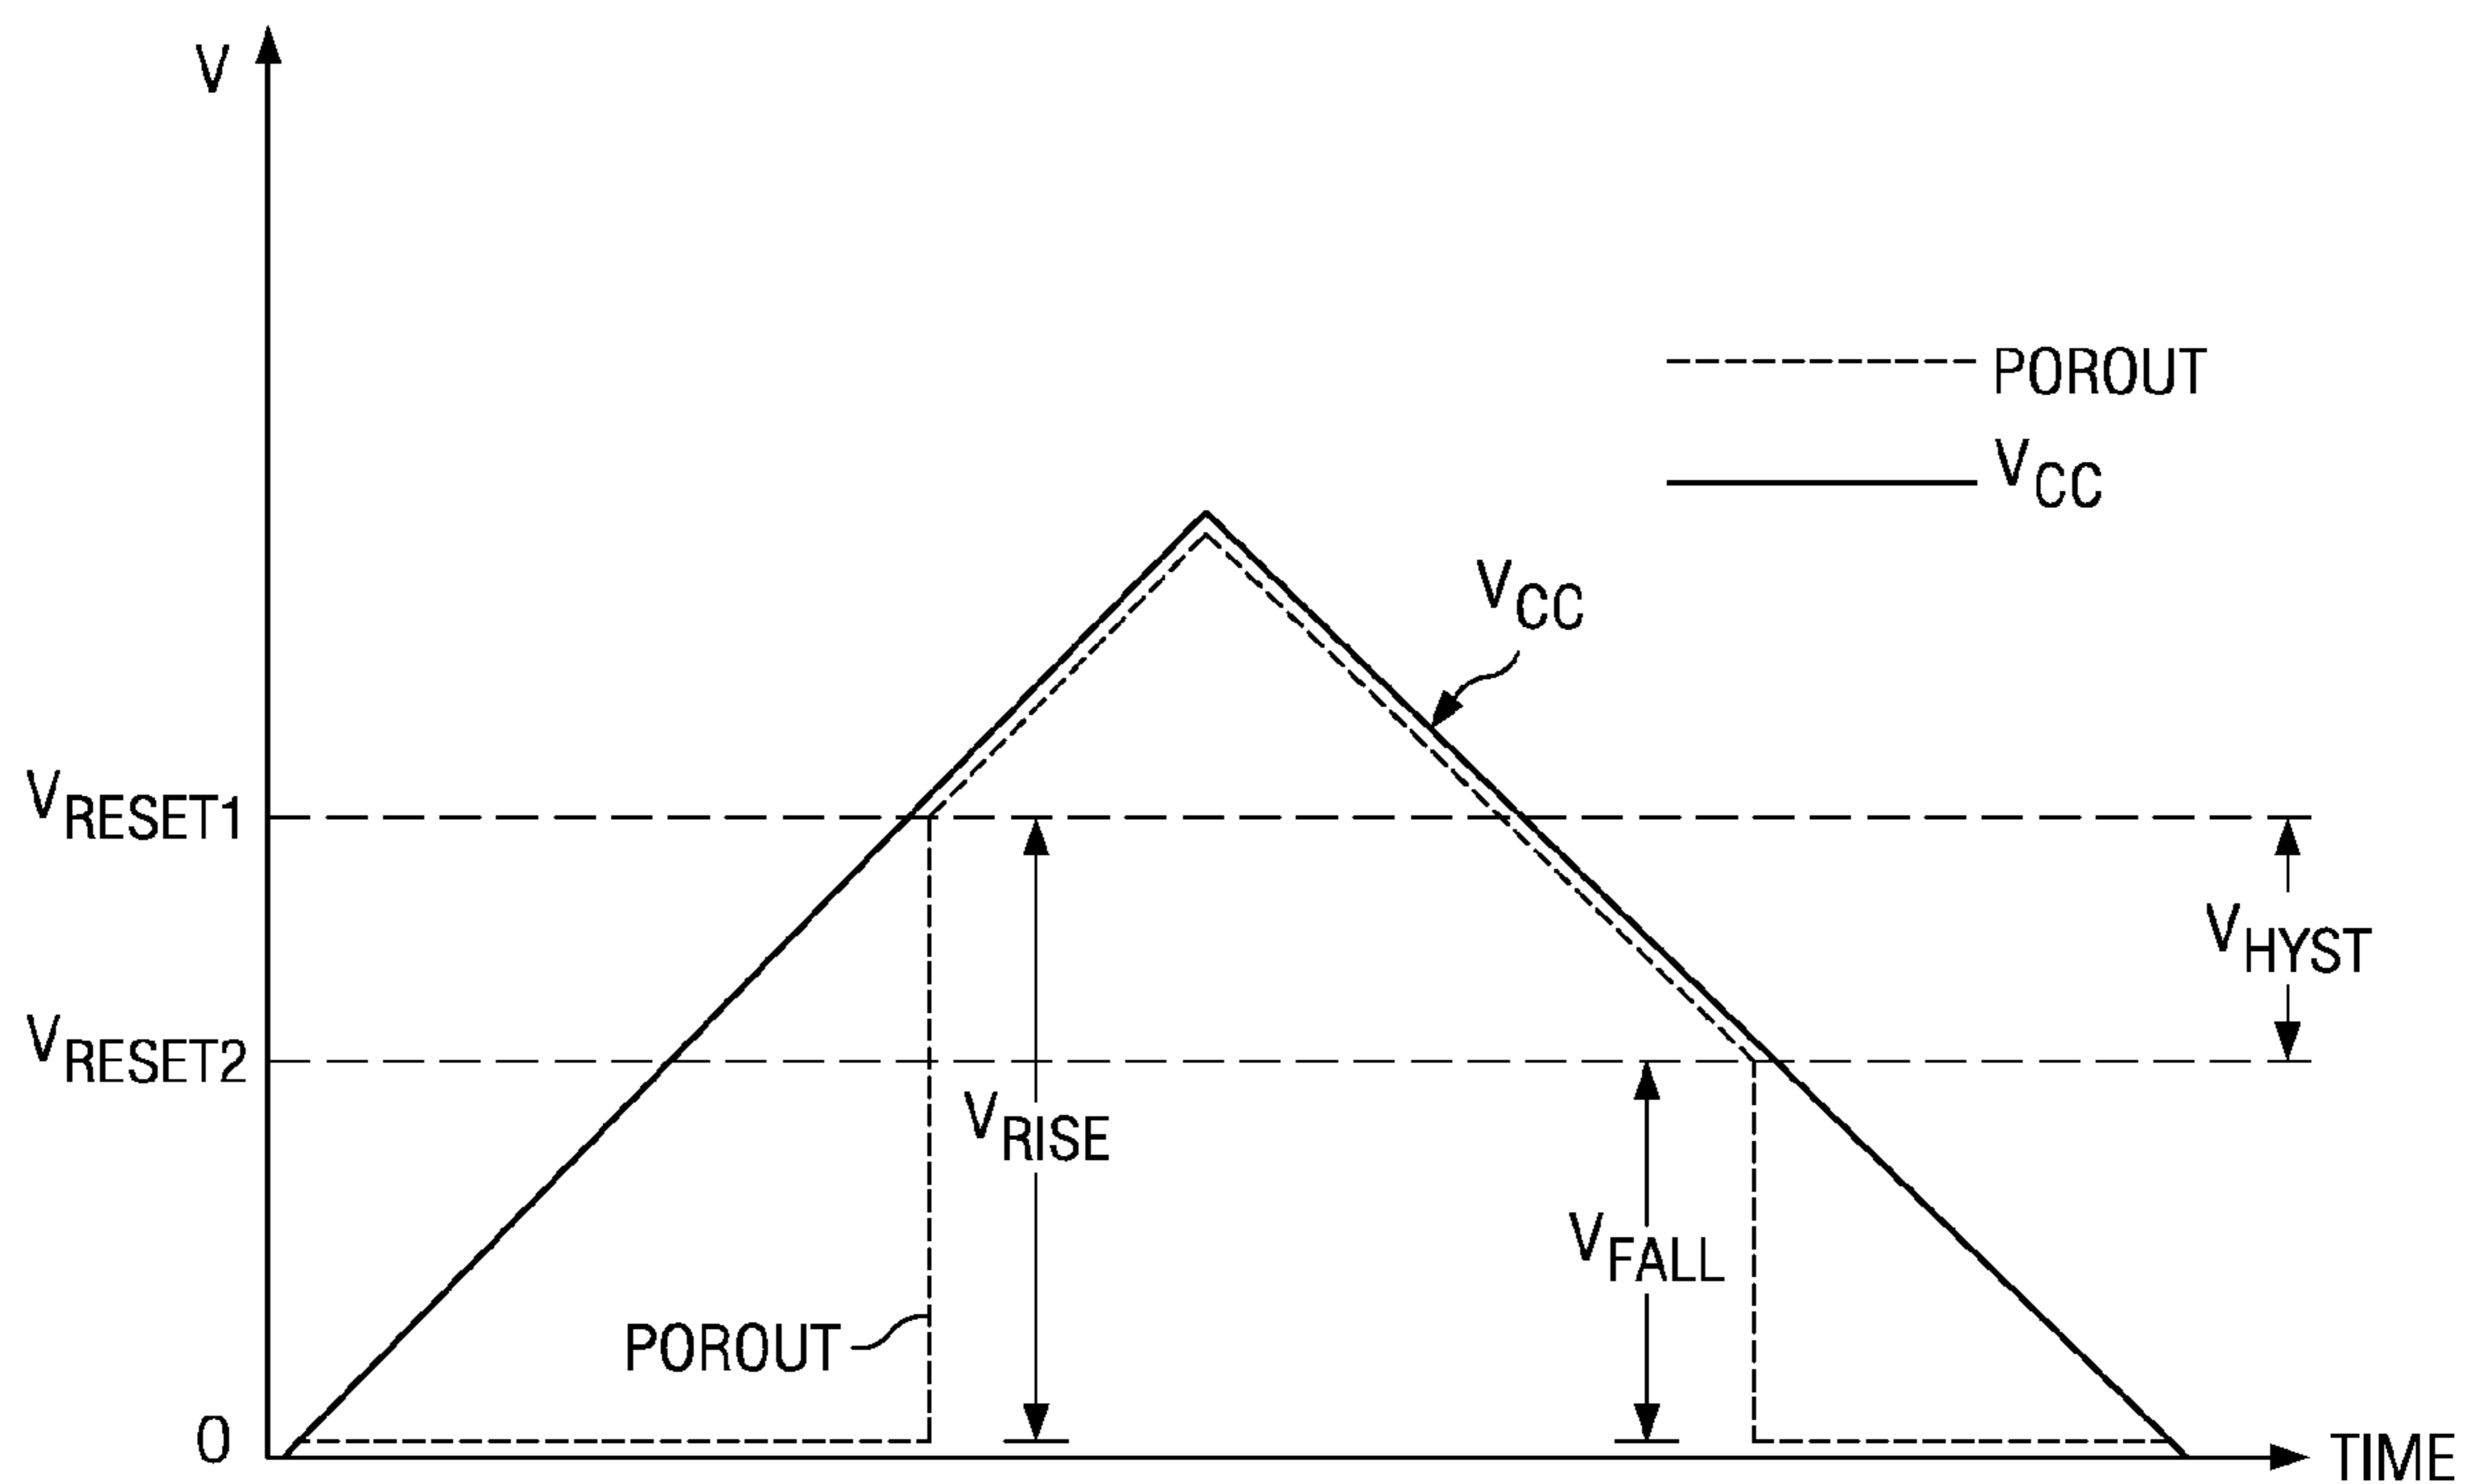 V
POROUT
VCC
VCC
VRESET1
VHYST
VRESET2
VRISE
VFALL
POROUT
0
TIME